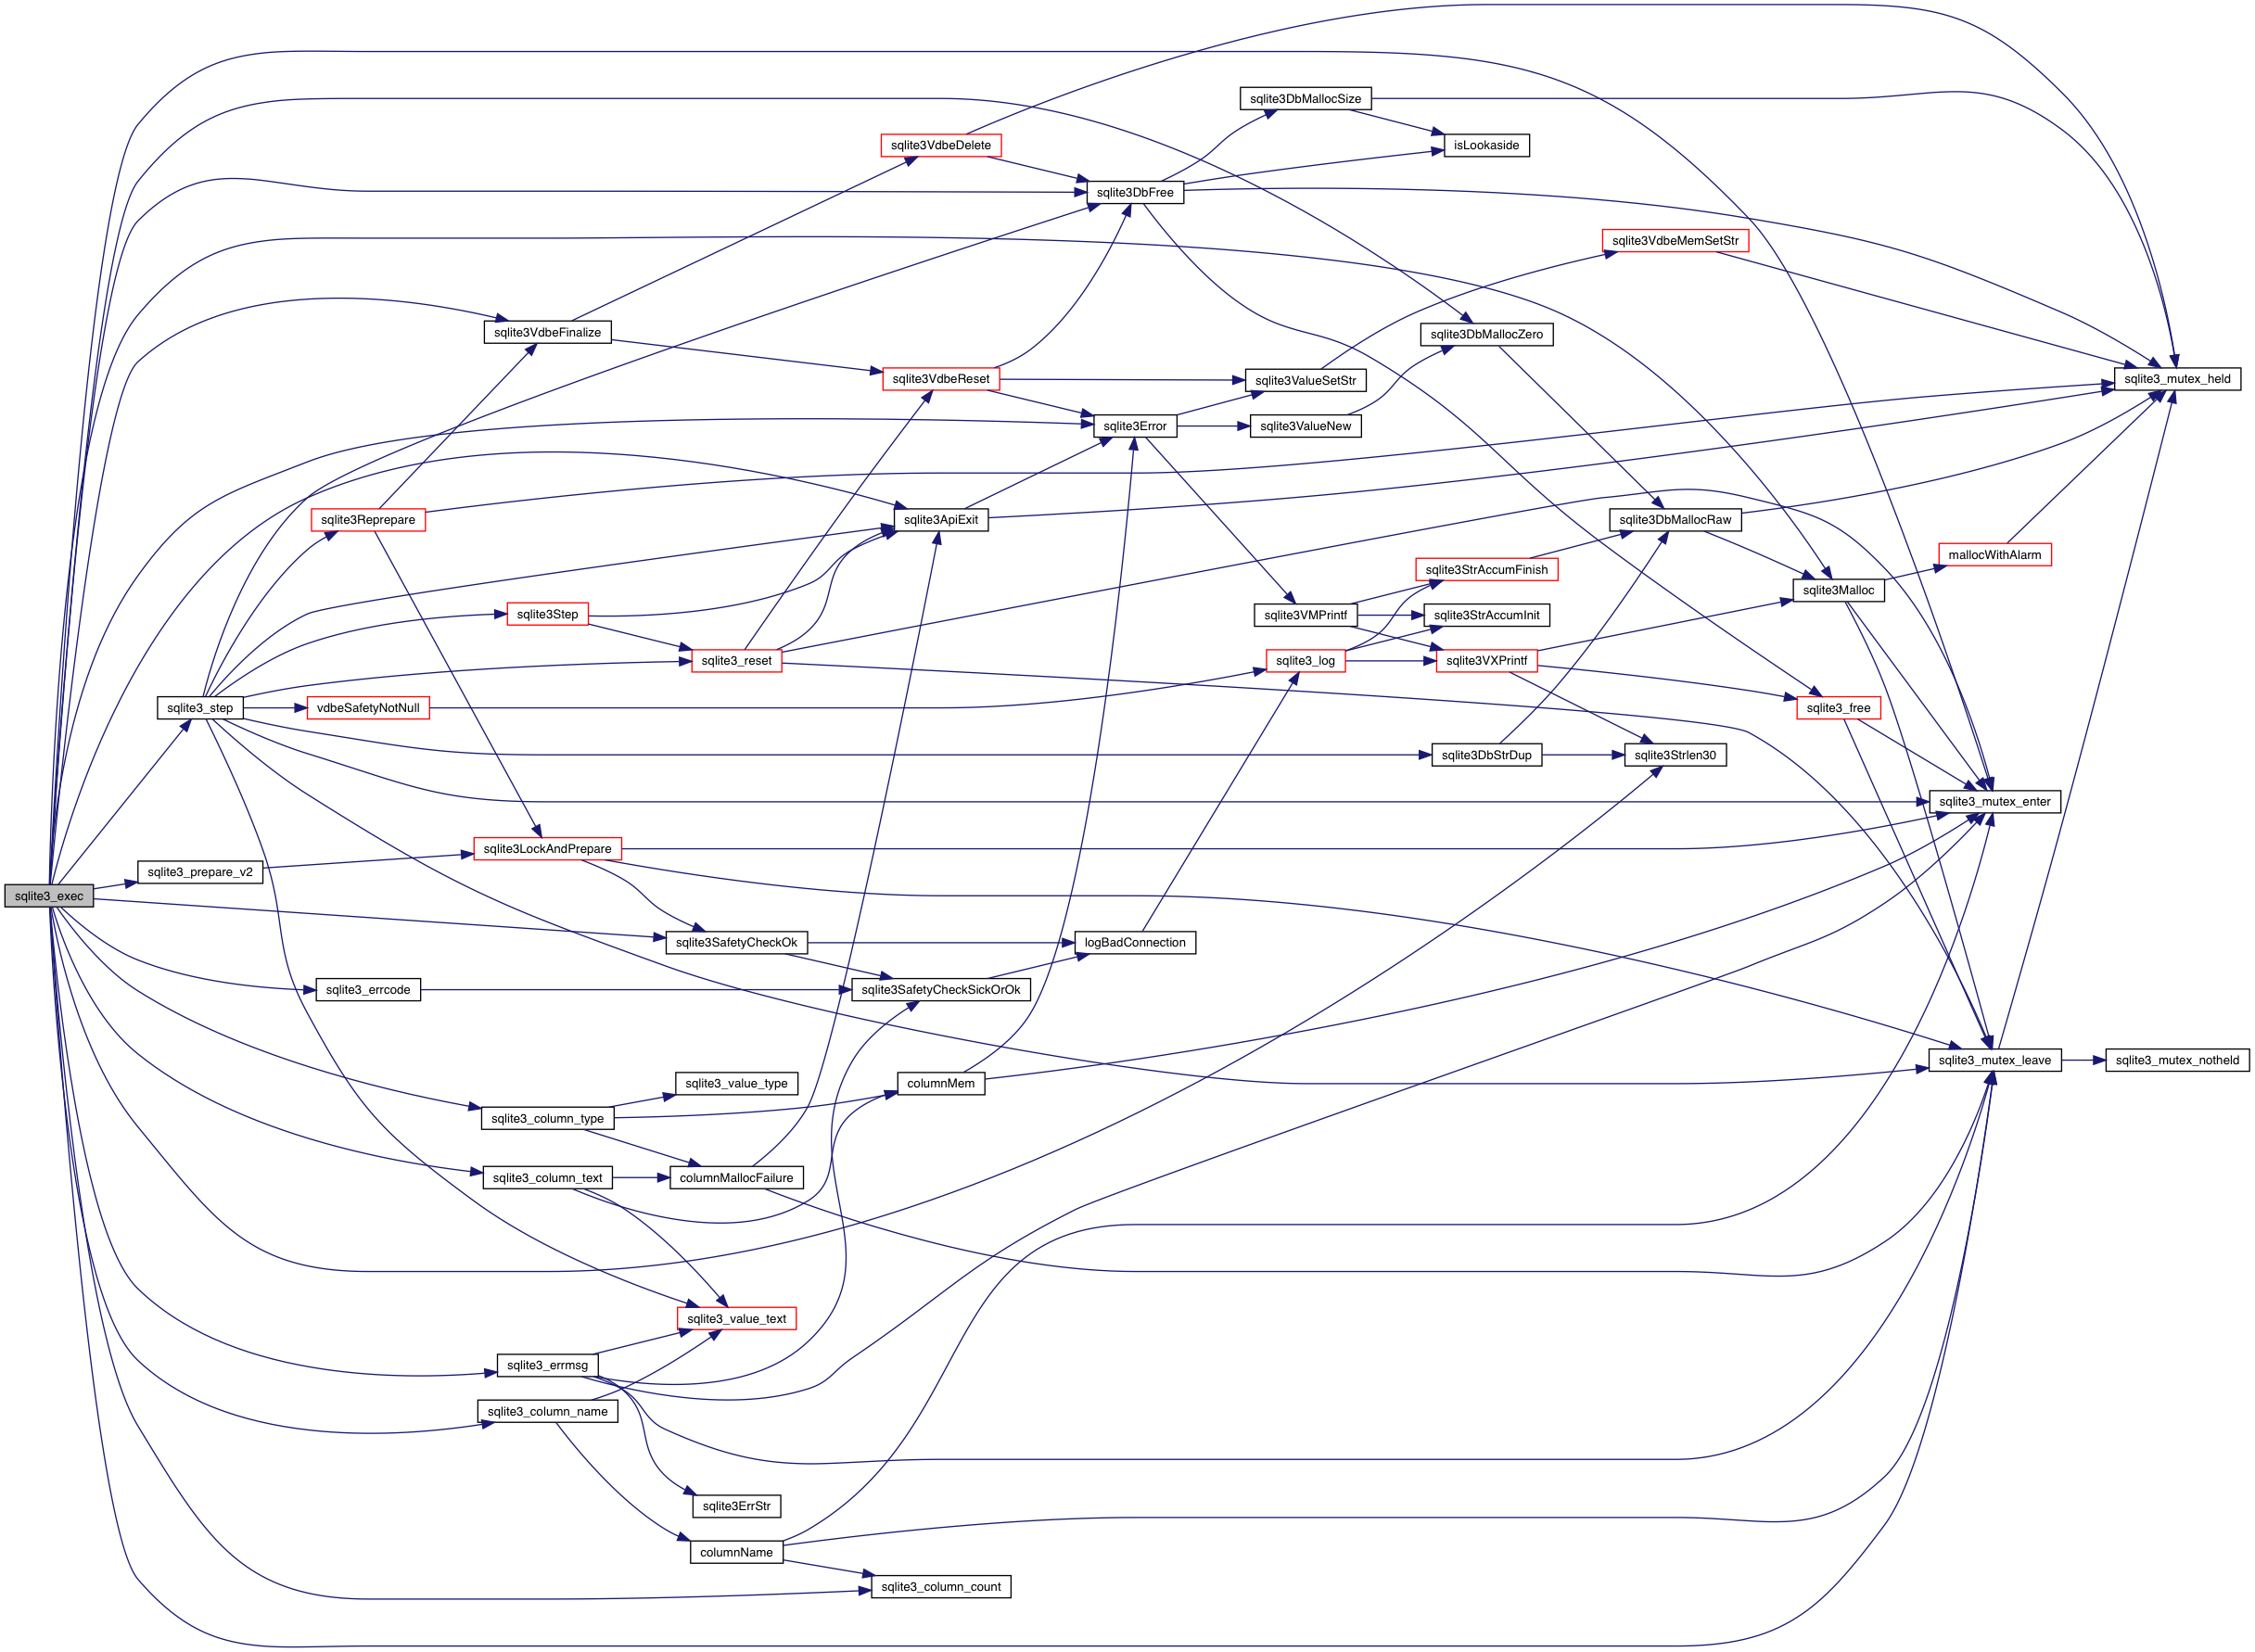 sqlite3DbMallocSize
sqlite3VdbeDelete
isLookaside
sqlite3DbFree
sqlite3VdbeMemSetStr
sqlite3VdbeFinalize
sqlite3DbMallocZero
sqlite3VdbeReset
sqlite3ValueSetStr
sqlite3_mutex_held
sqlite3Error
sqlite3ValueNew
sqlite3Reprepare
sqlite3ApiExit
sqlite3DbMallocRaw
mallocWithAlarm
sqlite3StrAccumFinish
sqlite3Malloc
sqlite3Step
sqlite3VMPrintf
sqlite3StrAccumInit
sqlite3_reset
sqlite3_log
sqlite3VXPrintf
sqlite3_step
vdbeSafetyNotNull
sqlite3_free
sqlite3DbStrDup
sqlite3Strlen30
sqlite3_mutex_enter
sqlite3LockAndPrepare
sqlite3_prepare_v2
sqlite3_exec
sqlite3SafetyCheckOk
logBadConnection
sqlite3_errcode
sqlite3SafetyCheckSickOrOk
sqlite3_mutex_leave
sqlite3_mutex_notheld
sqlite3_value_type
columnMem
sqlite3_column_type
sqlite3_column_text
columnMallocFailure
sqlite3_value_text
sqlite3_errmsg
sqlite3_column_name
sqlite3ErrStr
columnName
sqlite3_column_count